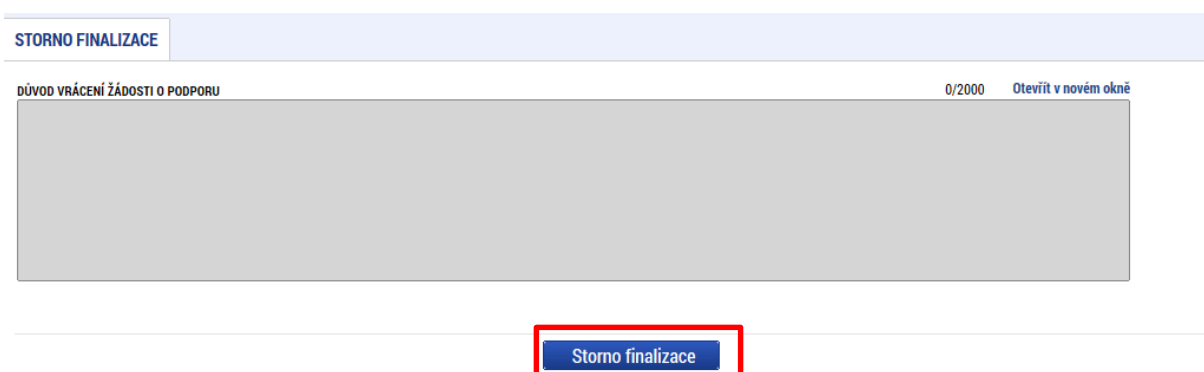 STORNO FINALIZACE
DŮVOD VRÁCENÍ ŽÁDOSTI O PODPORU 0/2000 Otevřít v novém okně
Storno finalizace